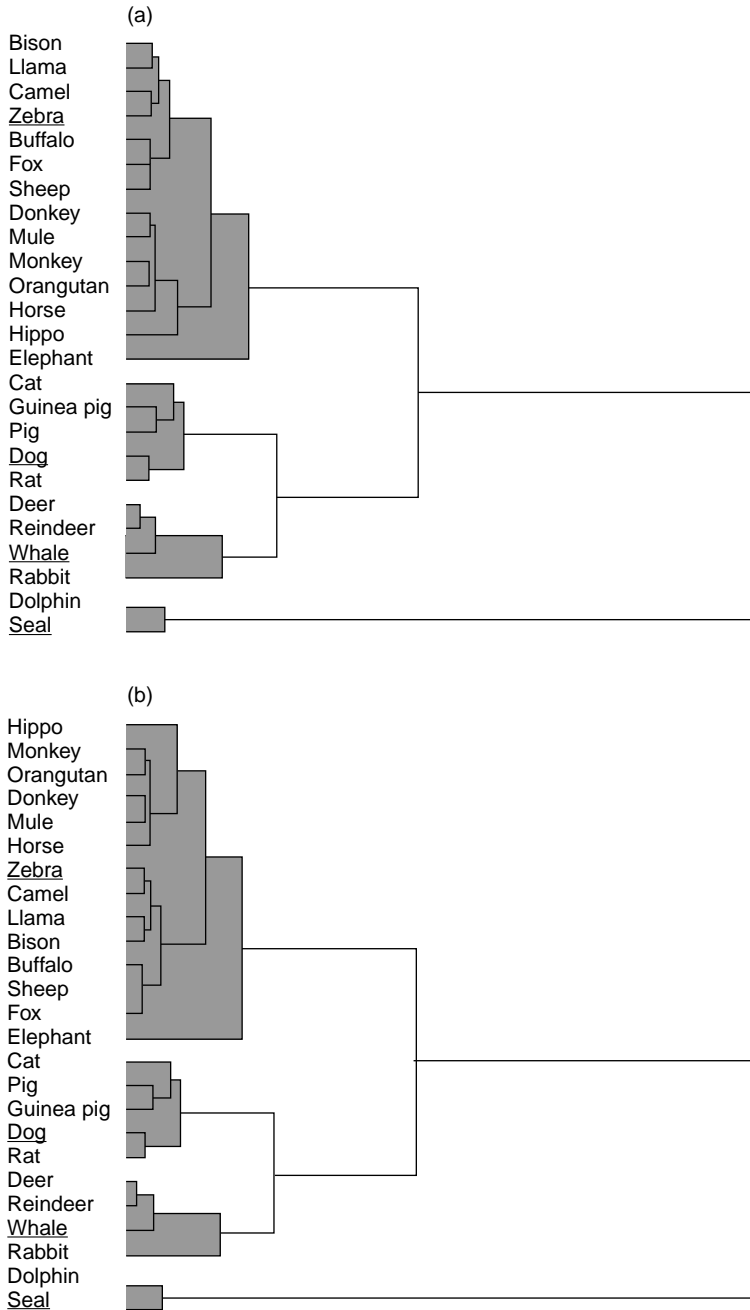 (a)
Bison
Llama
Camel
Zebra
Buffalo
Fox
Sheep
Donkey
Mule
Monkey
Orangutan
Horse
Hippo
Elephant
Cat
Guinea pig
Pig
Dog
Rat
Deer
Reindeer
Whale
Rabbit
Dolphin
Seal
(b)
Hippo
Monkey
Orangutan
Donkey
Mule
Horse
Zebra
Camel
Llama
Bison
Buffalo
Sheep
Fox
Elephant
Cat
Pig
Guinea pig
Dog
Rat
Deer
Reindeer
Whale
Rabbit
Dolphin
Seal